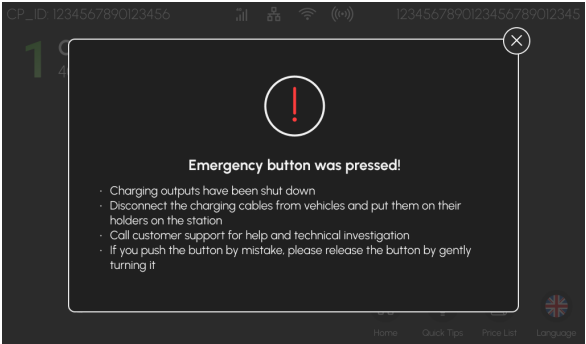 CP_ID: 1234567890123456
1234567890123456789012345
1
Emergency button was pressed!
· Charging outputs have been shut down
· Disconnect the charging cables from vehicles and put them on their
holders on the station
· Call customer support for help and technical investigation
· If you push the button by mistake, please release the button by gently
turning it
Home
Quick Tips
Price List
Language